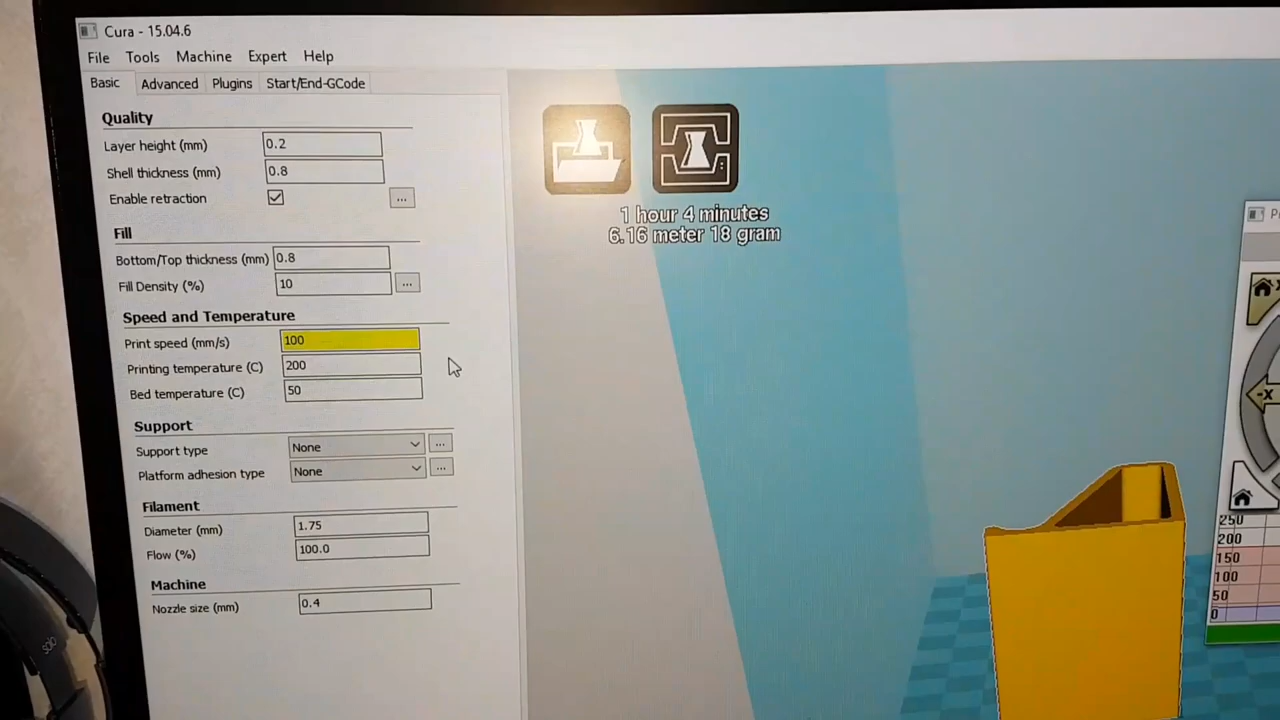 Cura - 15.04.6
File Tools Machine Expert Help
Basic Advanced Plugins Start/End-GCode
Quality
Layer height (mm) 0.2
Shell thickness (mm) 0.8
Enable retraction ...
Fill
Bottom/Top thickness (mm) 0.8
Fill Density (%) 10 ...
Speed and Temperature
Print speed (mm/s) 100
Printing temperature (C) 200
Bed temperature (C) 50
Support
Support type None ...
Platform adhesion type None ...
Filament
Diameter (mm) 1.75
Flow (%) 100.0
Machine
Nozzle size (mm) 0.4
1 hour 4 minutes
6.16 meter 18 gram
-X
250
200
150
100
50
0
solo